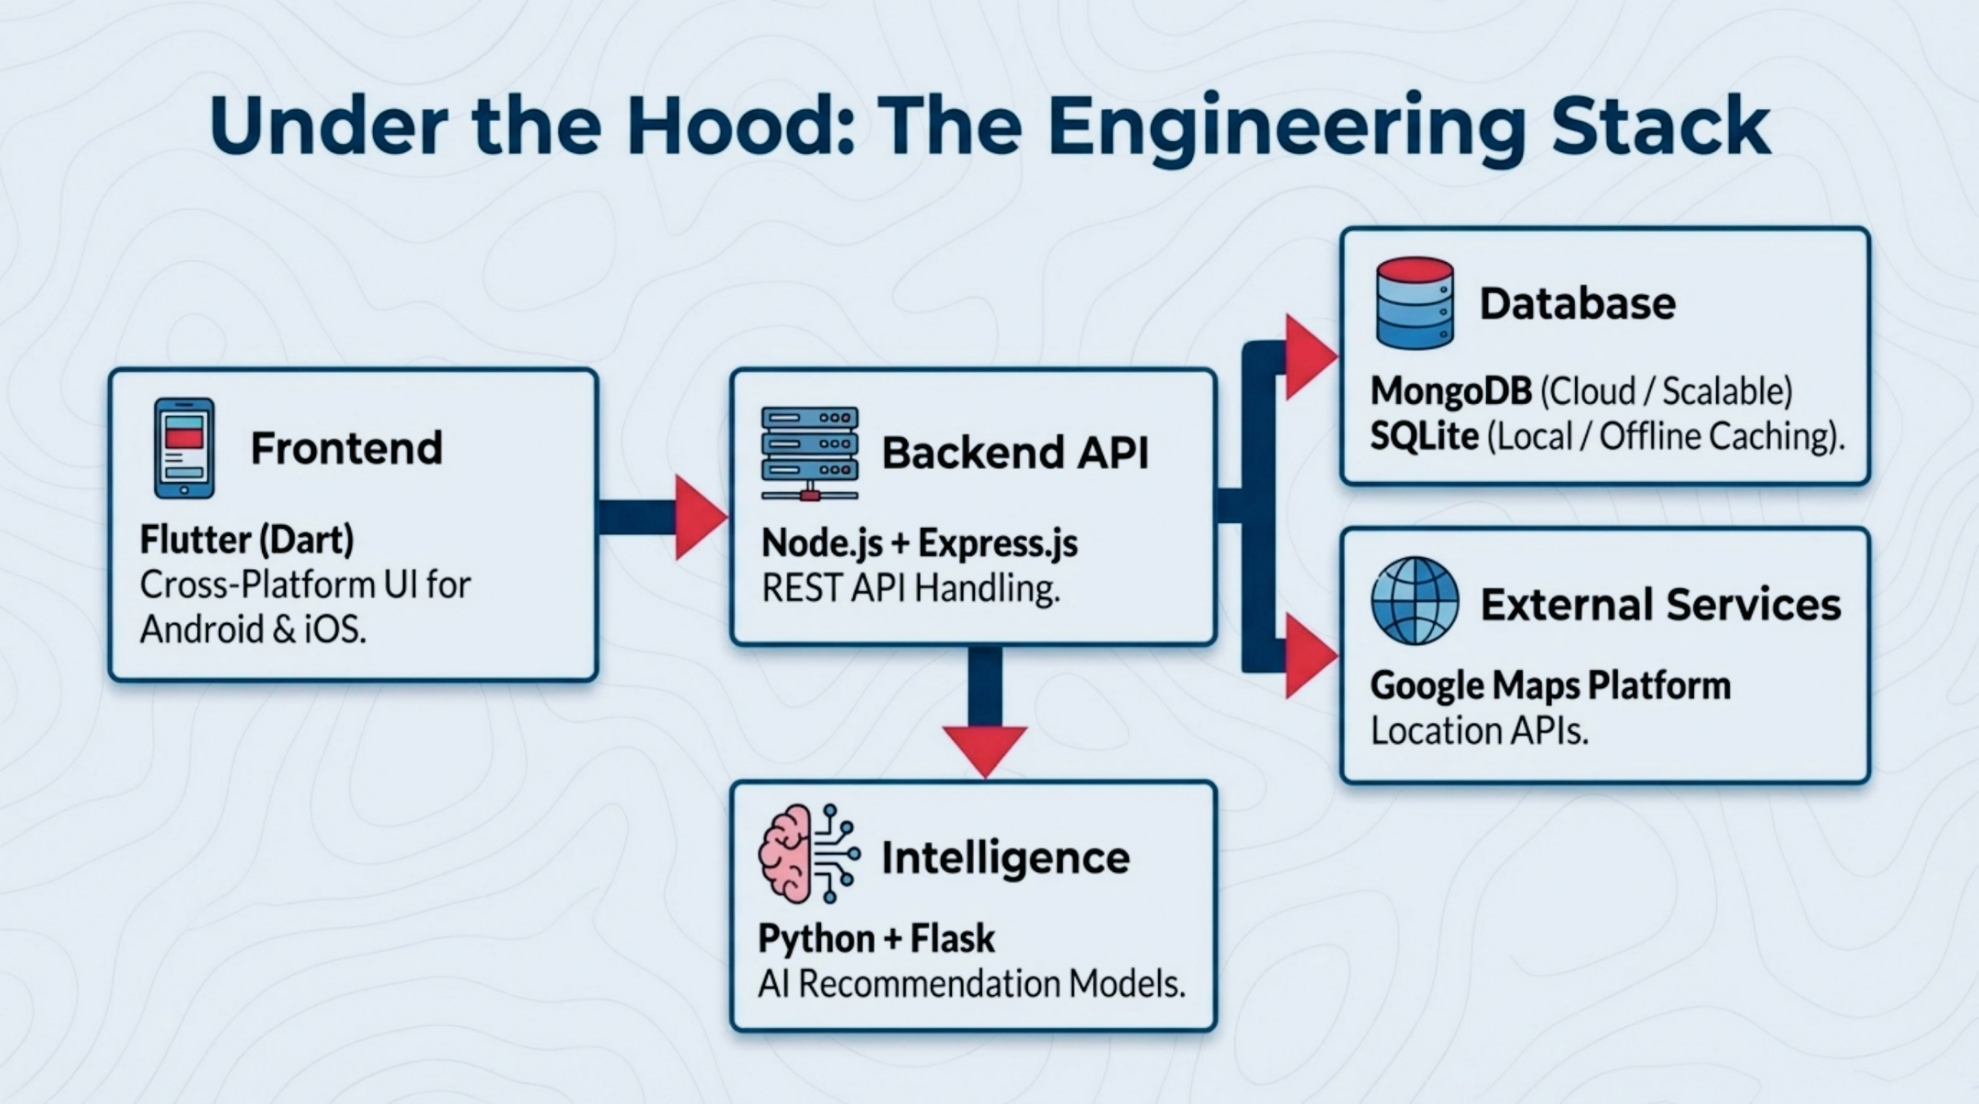 Under the Hood: The Engineering Stack
Frontend
Flutter (Dart)
Cross-Platform UI for
Android & iOS.
Backend API
Node.js + Express.js
REST API Handling.
Database
MongoDB (Cloud / Scalable)
SQLite (Local / Offline Caching).
External Services
Google Maps Platform
Location APIs.
Intelligence
Python + Flask
AI Recommendation Models.